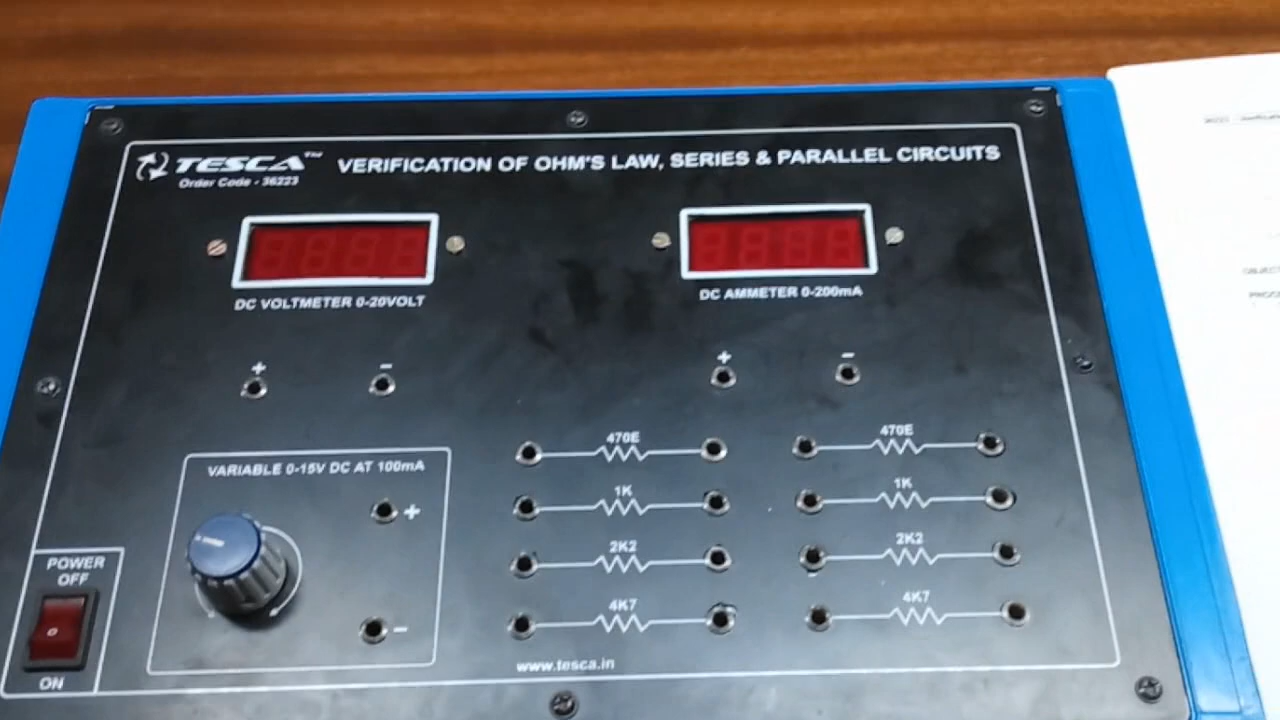 TESCA™
Order Code - 36223
VERIFICATION OF OHM'S LAW, SERIES & PARALLEL CIRCUITS
DC VOLTMETER 0-20VOLT
DC AMMETER 0-200mA
+ -
+ -
VARIABLE 0-15V DC AT 100mA
+
-
470E 470E
1K 1K
2K2 2K2
4K7 4K7
POWER
OFF
ON
www.tesca.in
36223